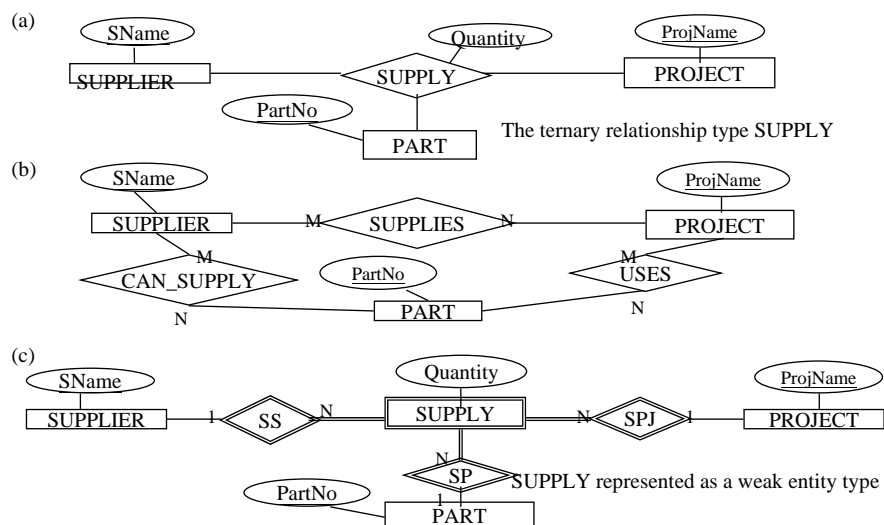 (a)
SName
Quantity
ProjName
SUPPLIER
SUPPLY
PROJECT
PartNo
PART
The ternary relationship type SUPPLY
(b)
SName
ProjName
SUPPLIER
M
SUPPLIES
N
PROJECT
M
CAN_SUPPLY
PartNo
M
USES
N
PART
N
(c)
SName
Quantity
ProjName
SUPPLIER
1
SS
N
SUPPLY
N
SPJ
1
PROJECT
N
SP
SUPPLY represented as a weak entity type
PartNo
1
PART